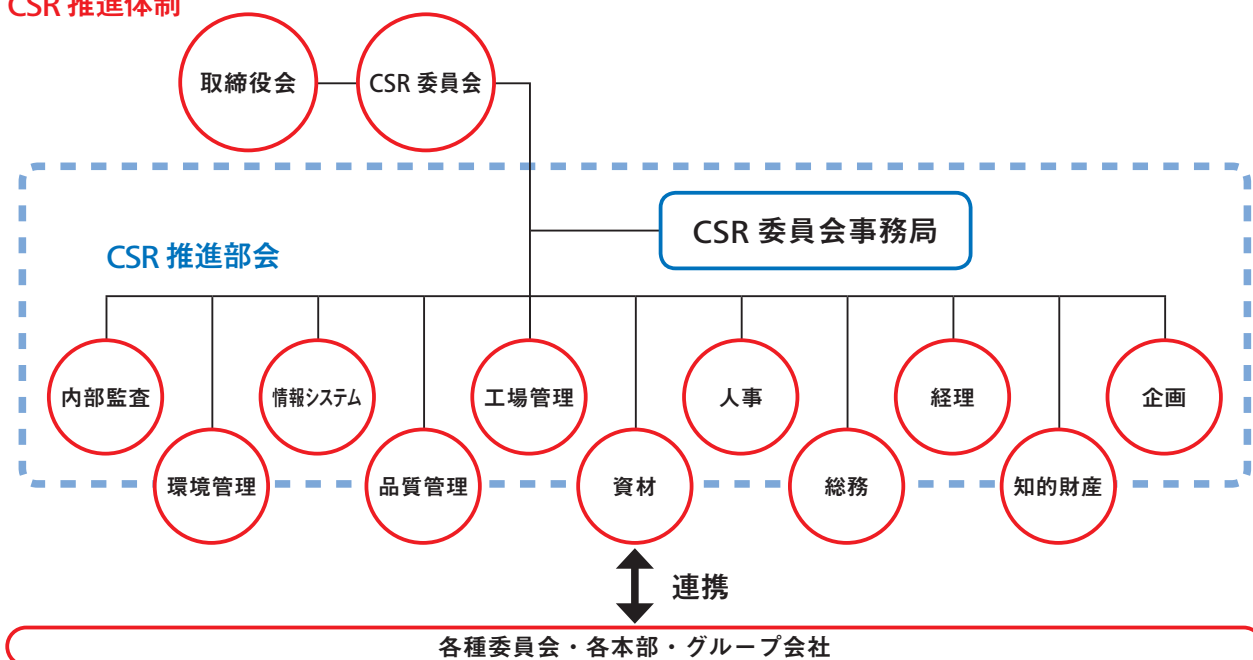 CSR 推進体制
取締役会
CSR 委員会
CSR 委員会事務局
CSR 推進部会
内部監査
情報システム
工場管理
人事
経理
企画
環境管理
品質管理
資材
総務
知的財産
連携
各種委員会・各本部・グループ会社